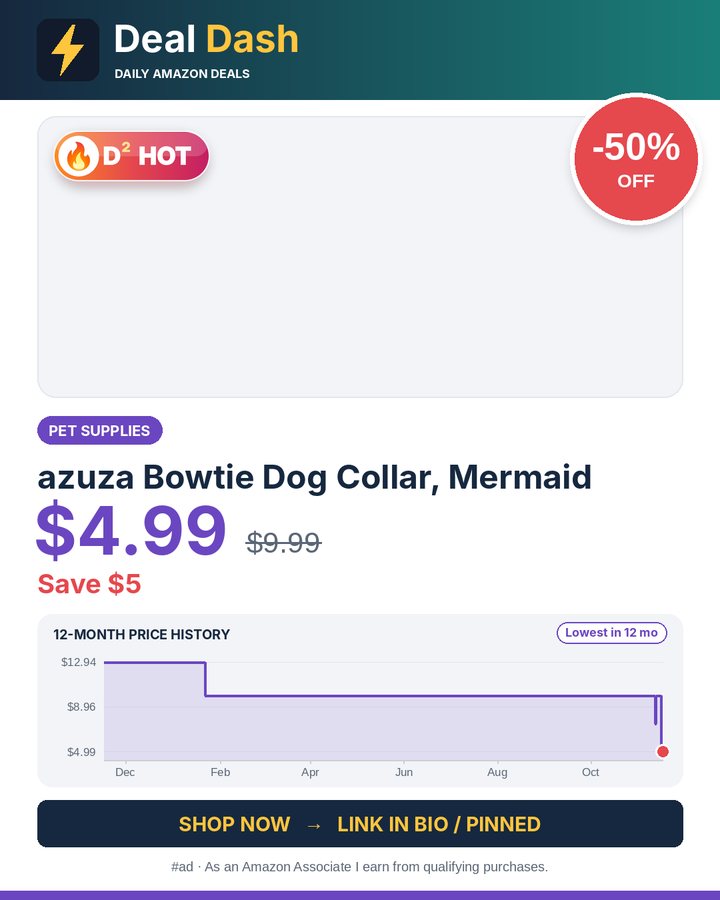 Deal Dash
DAILY AMAZON DEALS
D² HOT
-50%
OFF
PET SUPPLIES
azuza Bowtie Dog Collar, Mermaid
$4.99 $9.99
Save $5
12-MONTH PRICE HISTORY
Lowest in 12 mo
$12.94
$8.96
$4.99
Dec Feb Apr Jun Aug Oct
SHOP NOW → LINK IN BIO / PINNED
#ad · As an Amazon Associate I earn from qualifying purchases.